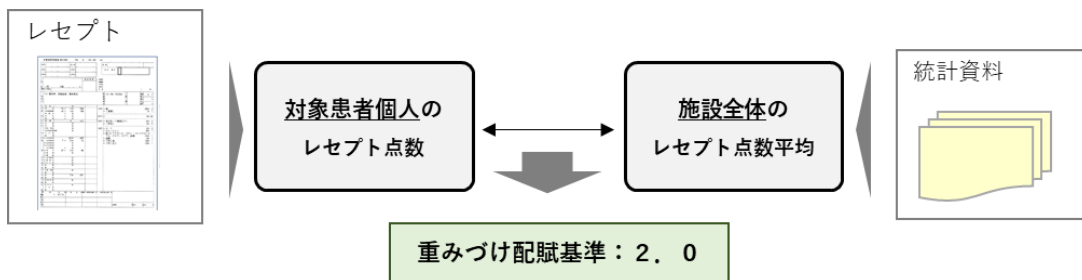 レセプト
対象患者個人の
レセプト点数
施設全体の
レセプト点数平均
統計資料
重みづけ配賦基準：２．０